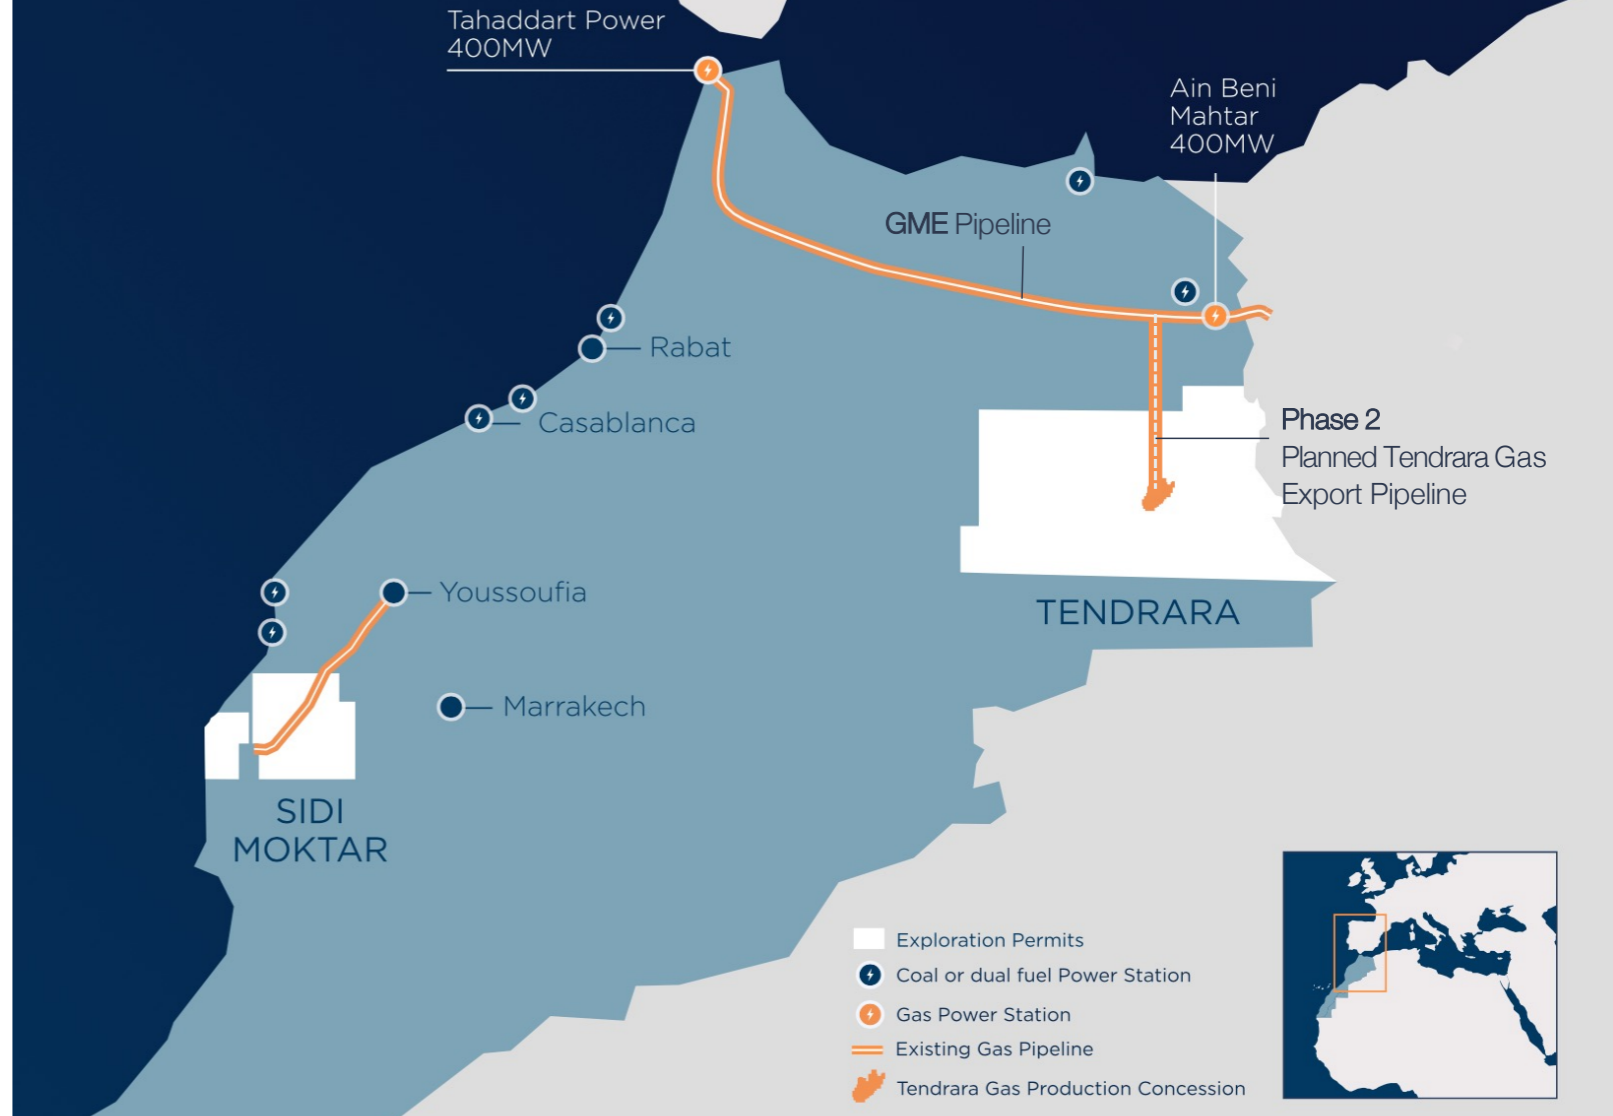 Tahaddart Power
400MW
Ain Beni
Mahtar
400MW
GME Pipeline
Rabat
Casablanca
Phase 2
Planned Tendrara Gas
Export Pipeline
Youssoufia
TENDRARA
Marrakech
SIDI
MOKTAR
Exploration Permits
Coal or dual fuel Power Station
Gas Power Station
Existing Gas Pipeline
Tendrara Gas Production Concession